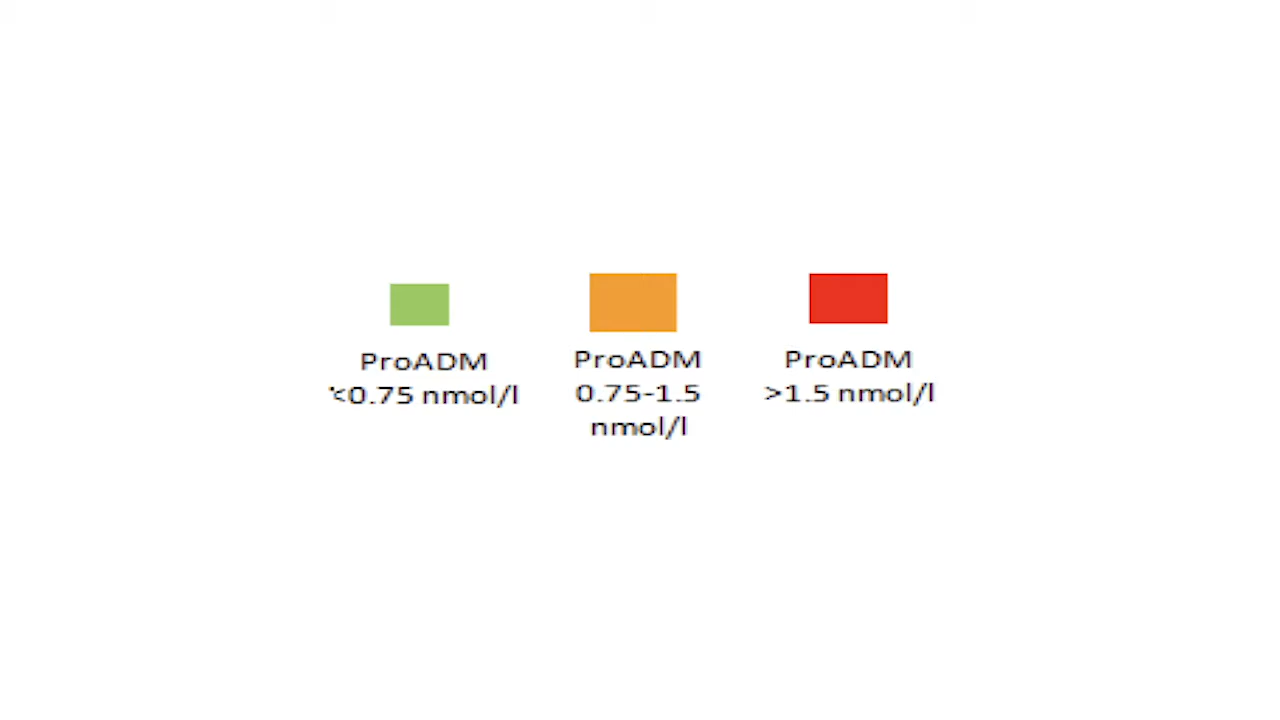 ProADM
<0.75 nmol/l
ProADM
0.75-1.5
nmol/l
ProADM
>1.5 nmol/l